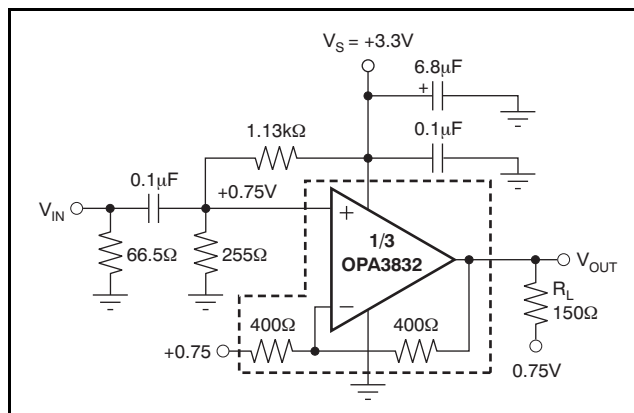 V_S = +3.3V
6.8μF
+
1.13kΩ
0.1μF
0.1μF
+0.75V
V_IN
+
1/3
OPA3832
66.5Ω
255Ω
V_OUT
−
R_L
150Ω
400Ω
400Ω
+0.75
0.75V